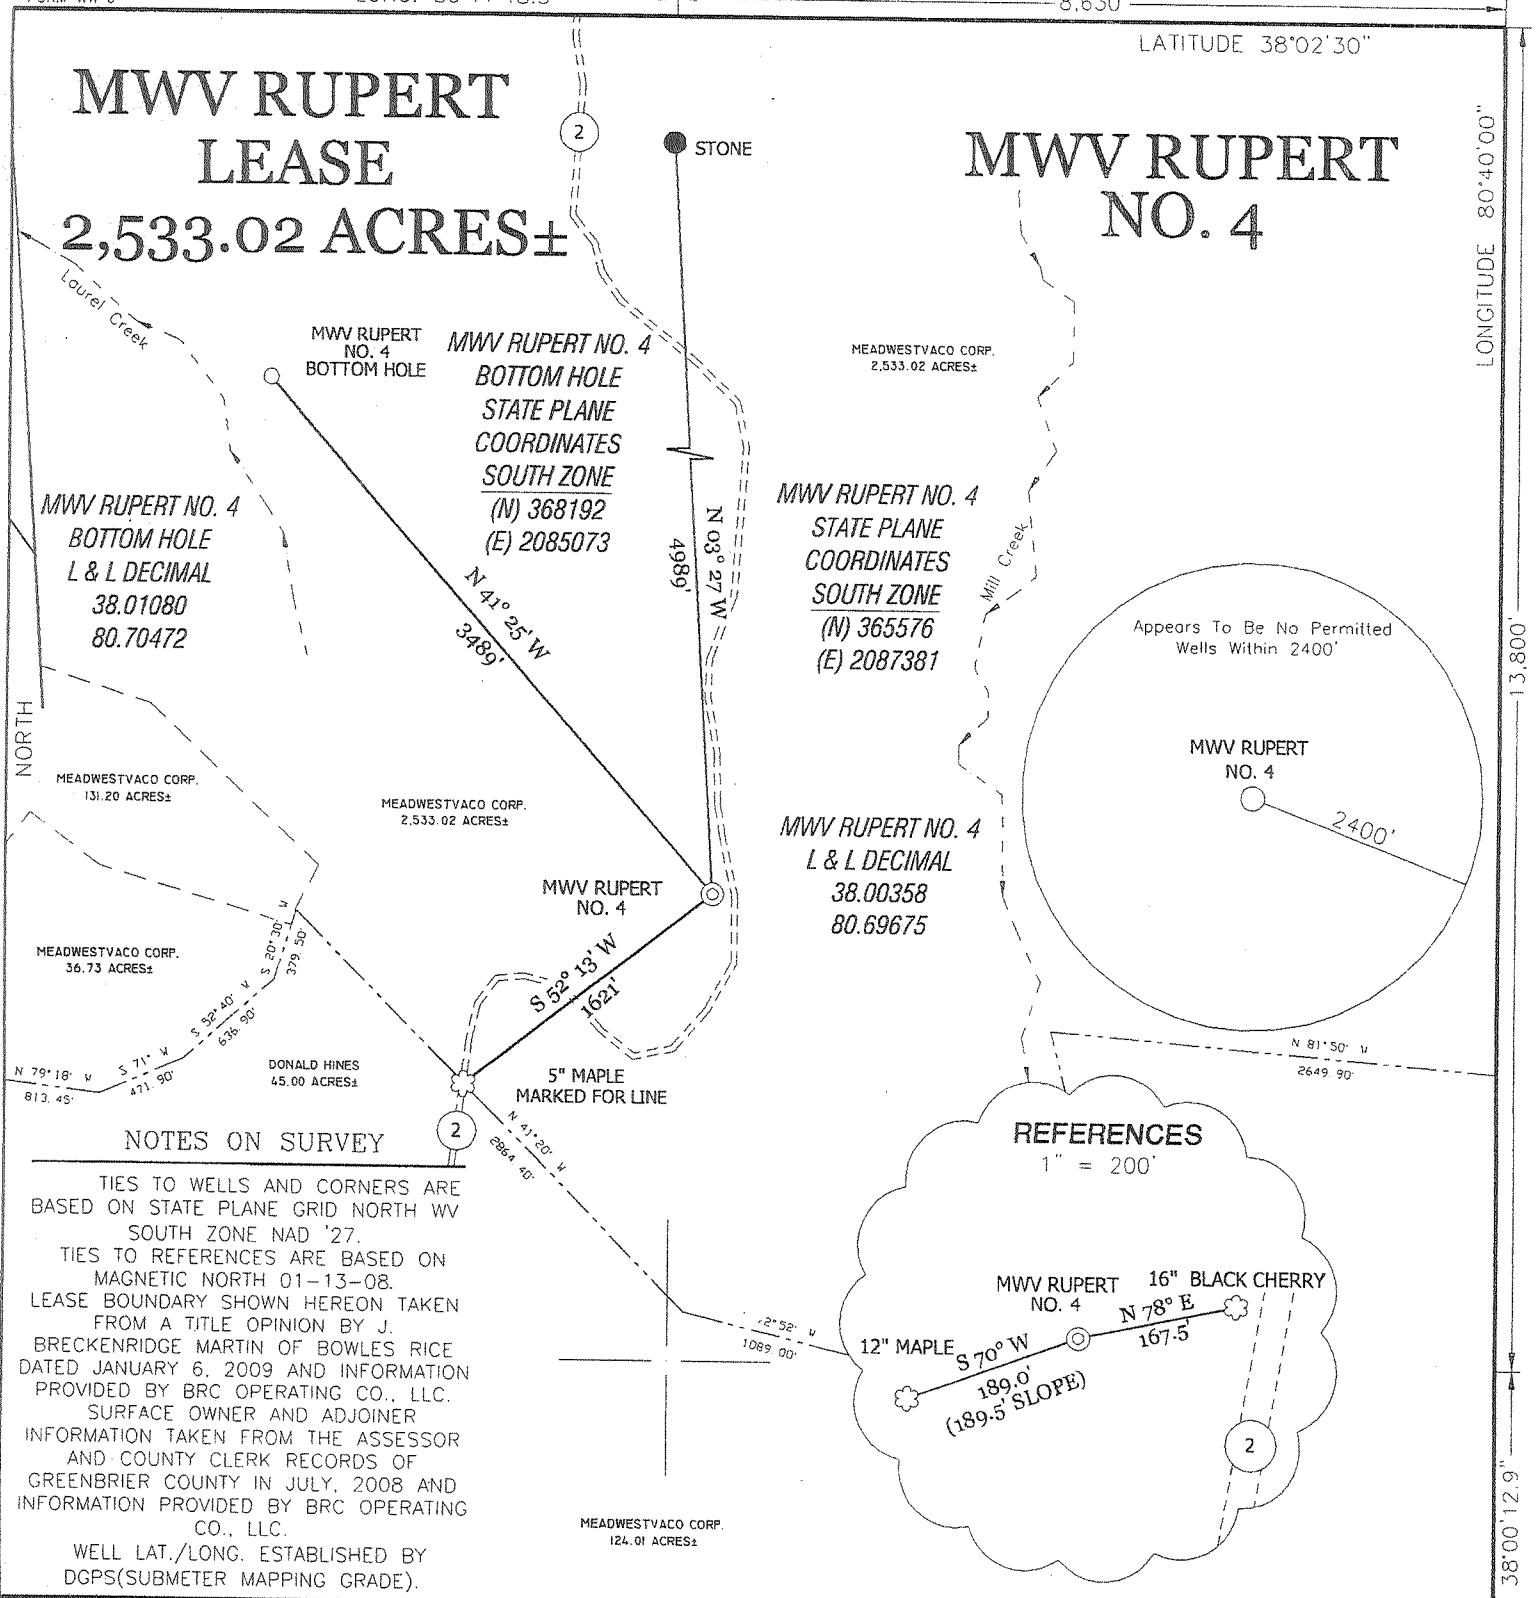 8,630
LATITUDE 38°02'30"
MWV RUPERT
LEASE
2,533.02 ACRES±
2
STONE
MWV RUPERT
NO. 4
LONGITUDE 80°40'00"
Laurel Creek
MWV RUPERT
NO. 4
BOTTOM HOLE
MWV RUPERT NO. 4
BOTTOM HOLE
STATE PLANE
COORDINATES
SOUTH ZONE
(N) 368192
(E) 2085073
MEADWESTVACO CORP.
2,533.02 ACRES±
MWV RUPERT NO. 4
BOTTOM HOLE
L & L DECIMAL
38.01080
80.70472
N 41° 25' W
3489'
N 03° 27' W
4989'
MWV RUPERT NO. 4
STATE PLANE
COORDINATES
SOUTH ZONE
(N) 365576
(E) 2087381
Mill Creek
Appears To Be No Permitted
Wells Within 2400'
MWV RUPERT
NO. 4
2400'
13,800'
NORTH
MEADWESTVACO CORP.
131.20 ACRES±
MEADWESTVACO CORP.
2,533.02 ACRES±
MWV RUPERT NO. 4
L & L DECIMAL
38.00358
80.69675
MWV RUPERT
NO. 4
MEADWESTVACO CORP.
36.73 ACRES±
S 20°30' W
379.50'
S 52°40' W
636.90'
S 71° W
471.90'
N 79°18' W
813.45'
S 52° 13' W
1621'
DONALD HINES
45.00 ACRES±
5" MAPLE
MARKED FOR LINE
2
N 41°20' W
2864.40'
N 81°50' W
2649.90'
NOTES ON SURVEY
TIES TO WELLS AND CORNERS ARE
BASED ON STATE PLANE GRID NORTH WV
SOUTH ZONE NAD '27.
TIES TO REFERENCES ARE BASED ON
MAGNETIC NORTH 01-13-08.
LEASE BOUNDARY SHOWN HEREON TAKEN
FROM A TITLE OPINION BY J.
BRECKENRIDGE MARTIN OF BOWLES RICE
DATED JANUARY 6, 2009 AND INFORMATION
PROVIDED BY BRC OPERATING CO., LLC.
SURFACE OWNER AND ADJOINER
INFORMATION TAKEN FROM THE ASSESSOR
AND COUNTY CLERK RECORDS OF
GREENBRIER COUNTY IN JULY, 2008 AND
INFORMATION PROVIDED BY BRC OPERATING
CO., LLC.
WELL LAT./LONG. ESTABLISHED BY
DGPS(SUBMETER MAPPING GRADE).
REFERENCES
1" = 200'
MWV RUPERT
NO. 4
16" BLACK CHERRY
N 78° E
167.5'
12" MAPLE
S 70° W
189.0'
(189.5' SLOPE)
2
72°52' W
1089.00'
MEADWESTVACO CORP.
124.01 ACRES±
38°00'12.9"